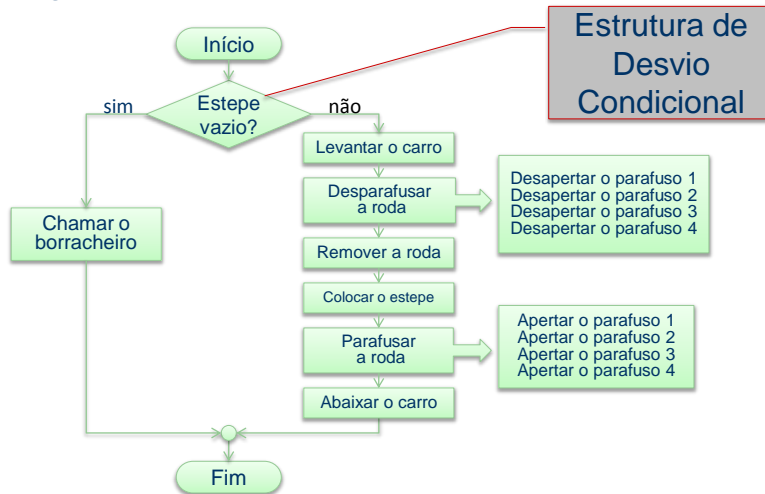 Início
Estrutura de
Desvio
Condicional
sim
Estepe
vazio?
não
Levantar o carro
Desparafusar
a roda
Desapertar o parafuso 1
Desapertar o parafuso 2
Desapertar o parafuso 3
Desapertar o parafuso 4
Chamar o
borracheiro
Remover a roda
Colocar o estepe
Parafusar
a roda
Apertar o parafuso 1
Apertar o parafuso 2
Apertar o parafuso 3
Apertar o parafuso 4
Abaixar o carro
Fim